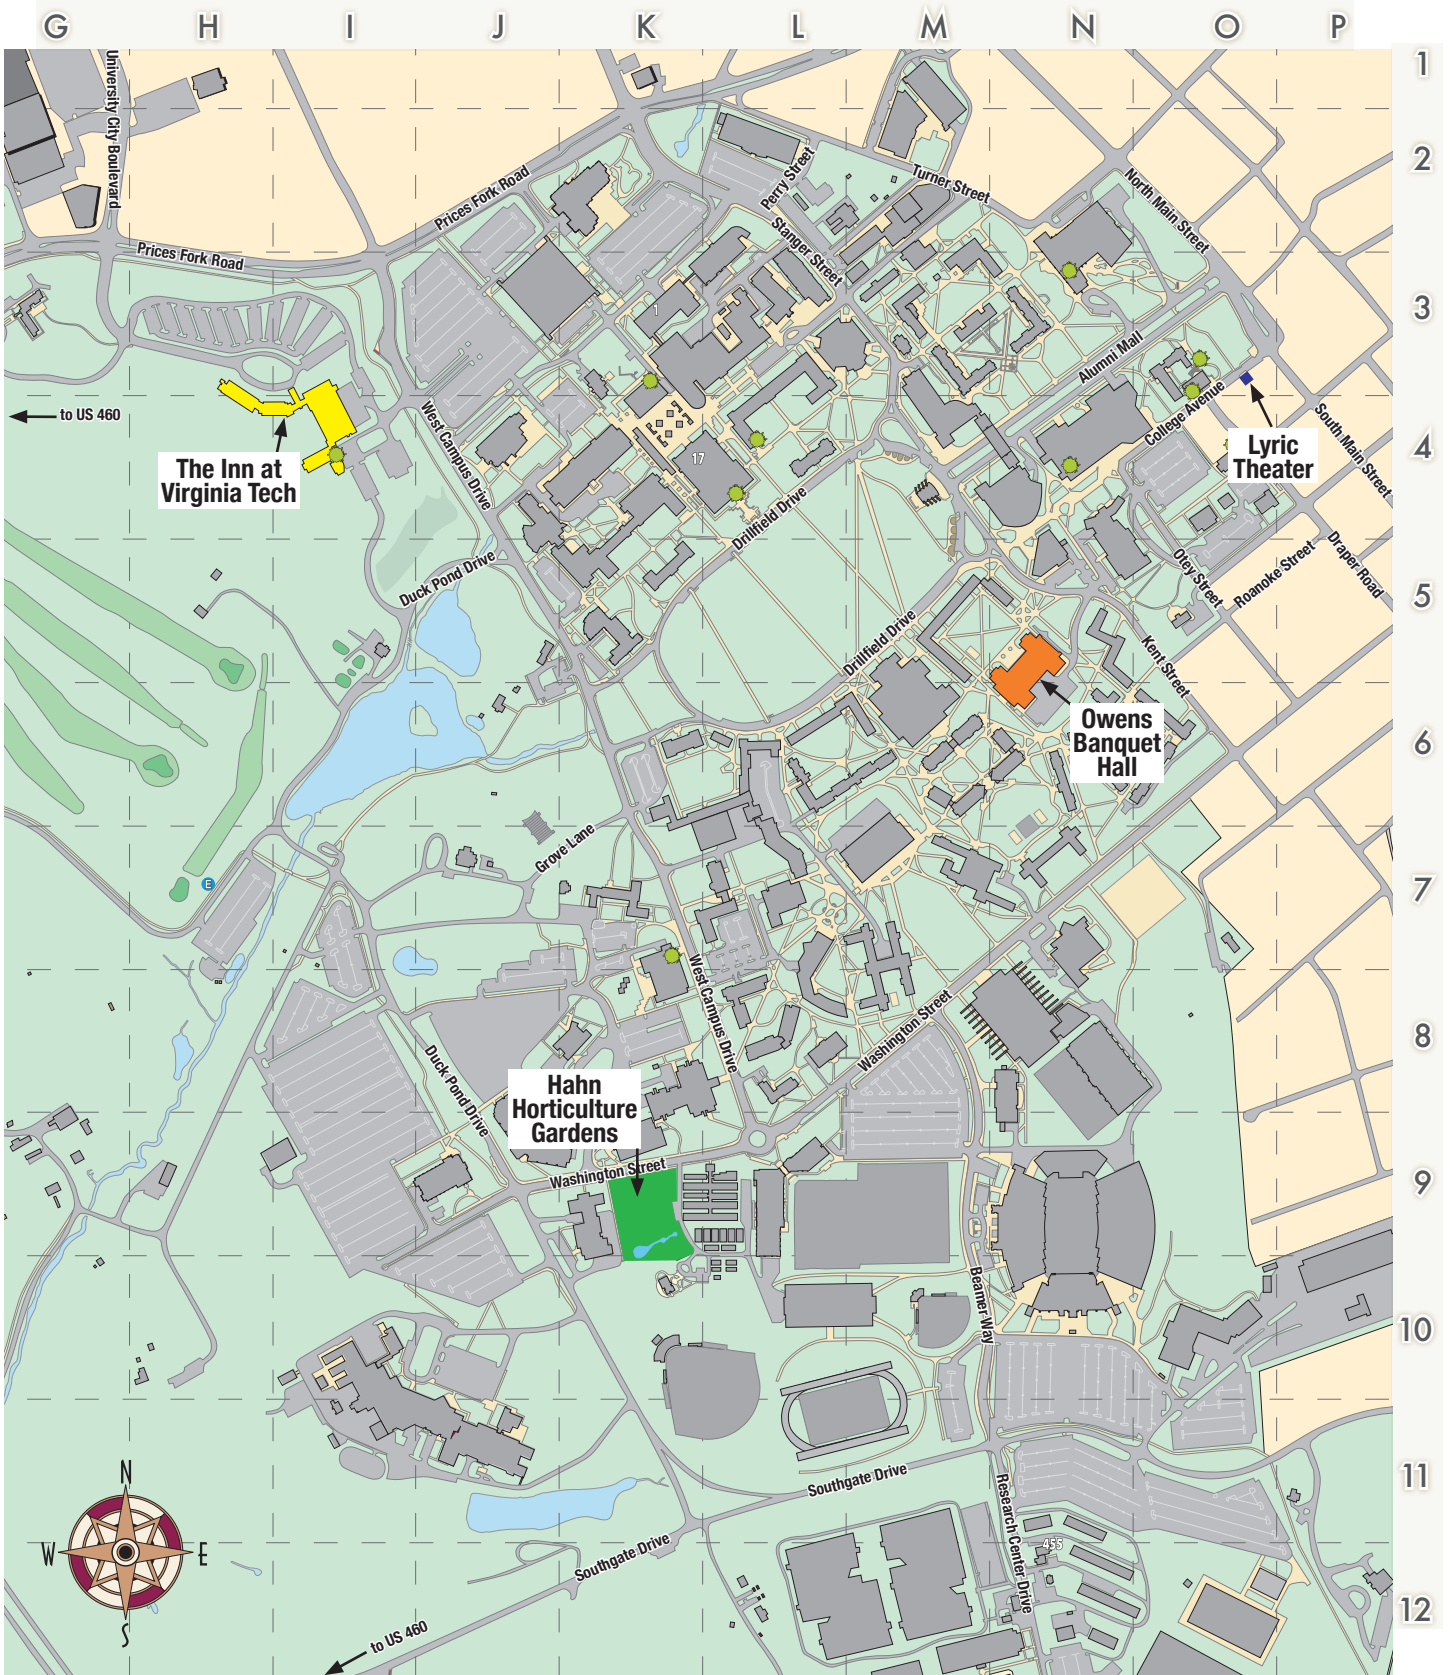 G H I J K L M N O P
1
2
3
4
5
6
7
8
9
10
11
12
University City Boulevard
Prices Fork Road
Prices Fork Road
Perry Street
Turner Street
North Main Street
Stanger Street
1
Alumni Mall
College Avenue
to US 460
The Inn at
Virginia Tech
West Campus Drive
17
Drillfield Drive
Lyric
Theater
South Main Street
Draper Road
Roanoke Street
Otey Street
Duck Pond Drive
Drillfield Drive
Kent Street
Owens
Banquet
Hall
Grove Lane
E
West Campus Drive
Washington Street
Duck Pond Drive
Hahn
Horticulture
Gardens
Washington Street
Beamer Way
Southgate Drive
Research Center Drive
455
Southgate Drive
to US 460
N
W
E
S